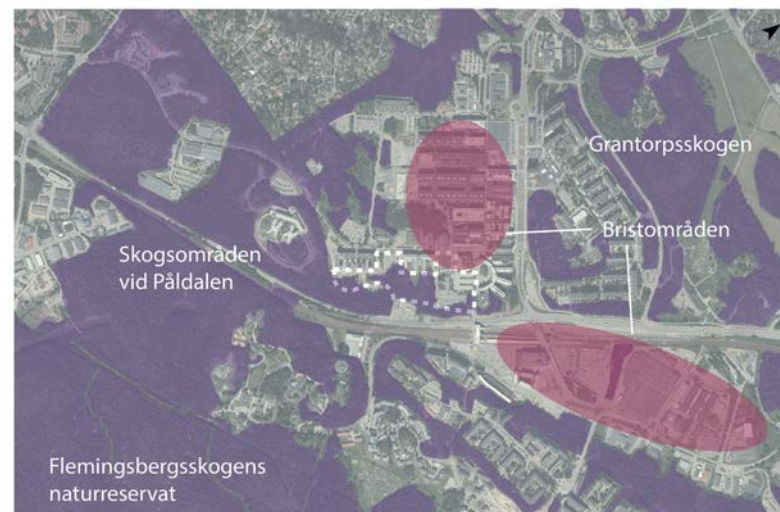 Grantorpsskogen
Bristområden
Skogsområden
vid Påldalen
Flemingsbergsskogens
naturreservat